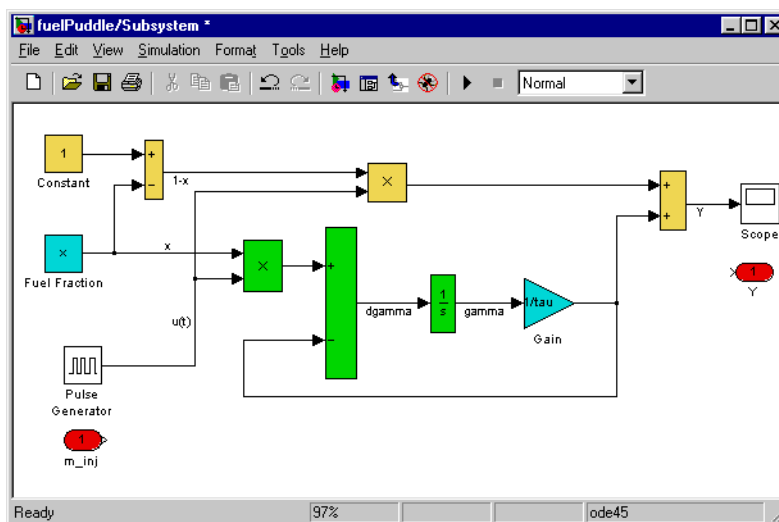 fuelPuddle/Subsystem *
File Edit View Simulation Format Tools Help
Normal
1
+
Constant
−
1-x
×
+
+
Y
Scope
x
Fuel Fraction
x
×
+
−
dgamma
1
s
gamma
1/tau
Gain
1
Y
u(t)
Pulse
Generator
1
m_inj
Ready 97% ode45